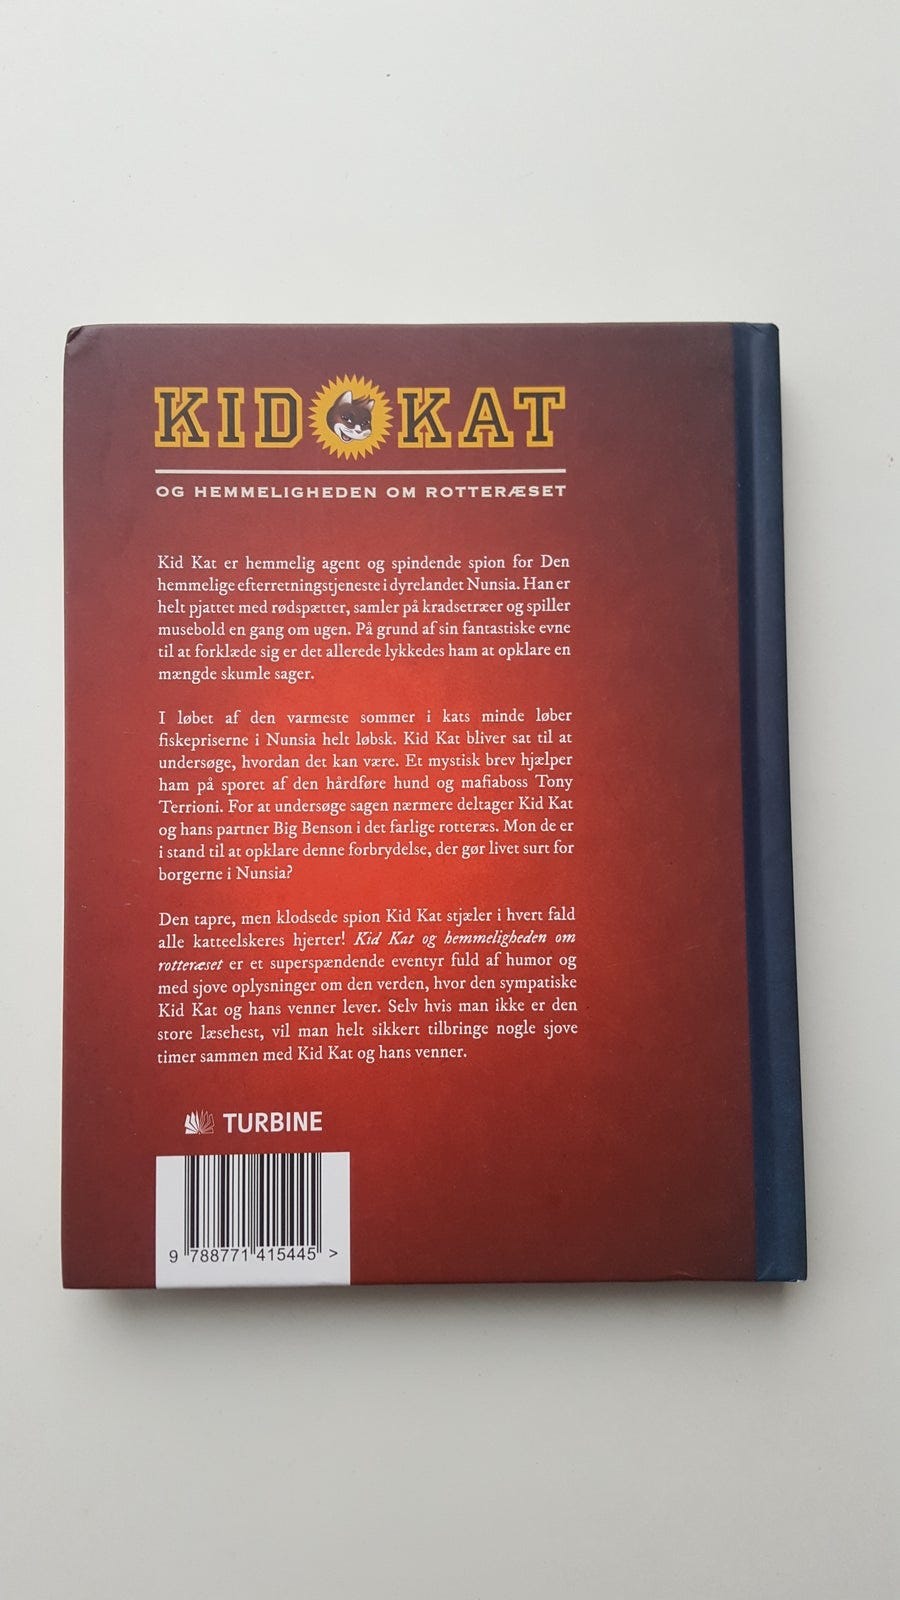 KID KAT
OG HEMMELIGHEDEN OM ROTTERÆSET
Kid Kat er hemmelig agent og spindende spion for Den
hemmelige efterretningstjeneste i dyrelandet Nunsia. Han er
helt pjattet med rødspætter, samler på kradsetræer og spiller
musebold en gang om ugen. På grund af sin fantastiske evne
til at forklæde sig er det allerede lykkedes ham at opklare en
mængde skumle sager.
I løbet af den varmeste sommer i kats minde løber
fiskepriserne i Nunsia helt løbsk. Kid Kat bliver sat til at
undersøge, hvordan det kan være. Et mystisk brev hjælper
ham på sporet af den hårdføre hund og mafiaboss Tony
Terrioni. For at undersøge sagen nærmere deltager Kid Kat
og hans partner Big Benson i det farlige rotteræs. Mon de er
i stand til at opklare denne forbrydelse, der gør livet surt for
borgerne i Nunsia?
Den tapre, men klodsede spion Kid Kat stjæler i hvert fald
alle katteelskeres hjerter! Kid Kat og hemmeligheden om
rotteræset er et superspændende eventyr fuld af humor og
med sjove oplysninger om den verden, hvor den sympatiske
Kid Kat og hans venner lever. Selv hvis man ikke er den
store læsehest, vil man helt sikkert tilbringe nogle sjove
timer sammen med Kid Kat og hans venner.
TURBINE
9 788771 415445 >